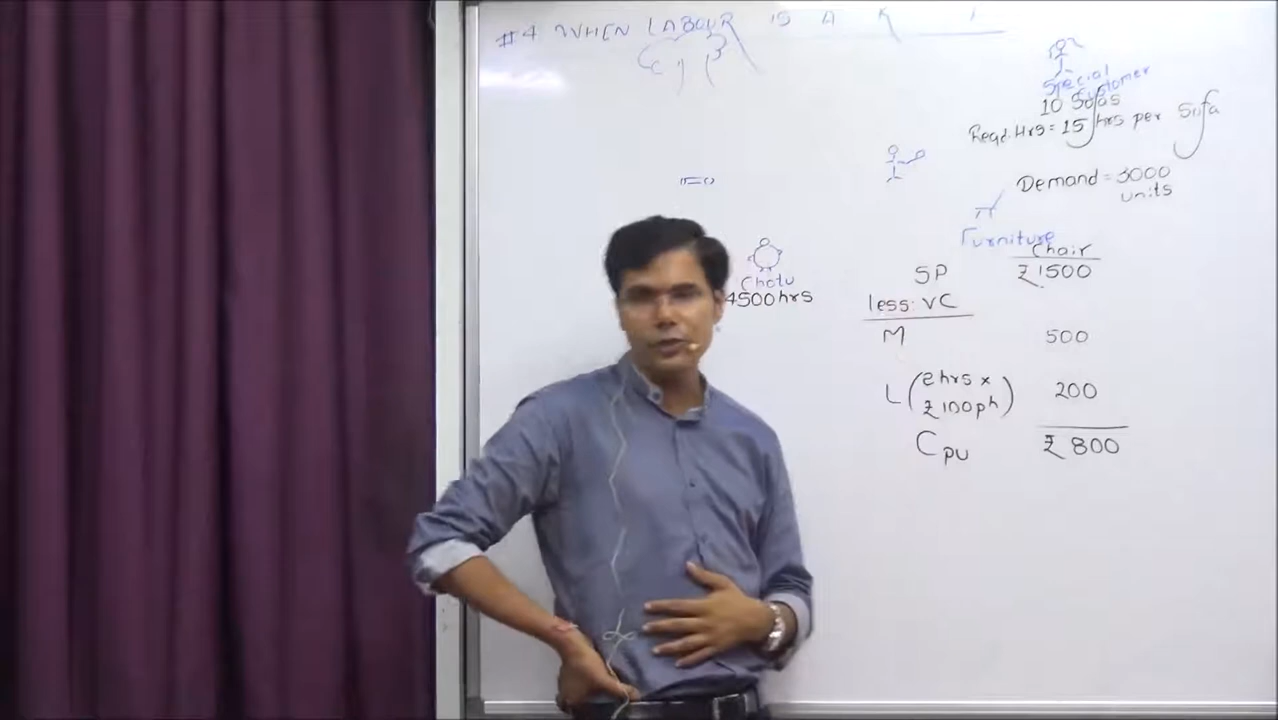 #4 WHEN LABOUR IS A
Special
Customer
10 Sofas
Reqd. Hrs = 15 hrs per Sofa
Demand = 3000
units
Furniture
Chair
SP ₹1500
less: VC
M 500
L (2 hrs × ₹100 ph) 200
Cpu ₹800
Chotu
4500 hrs